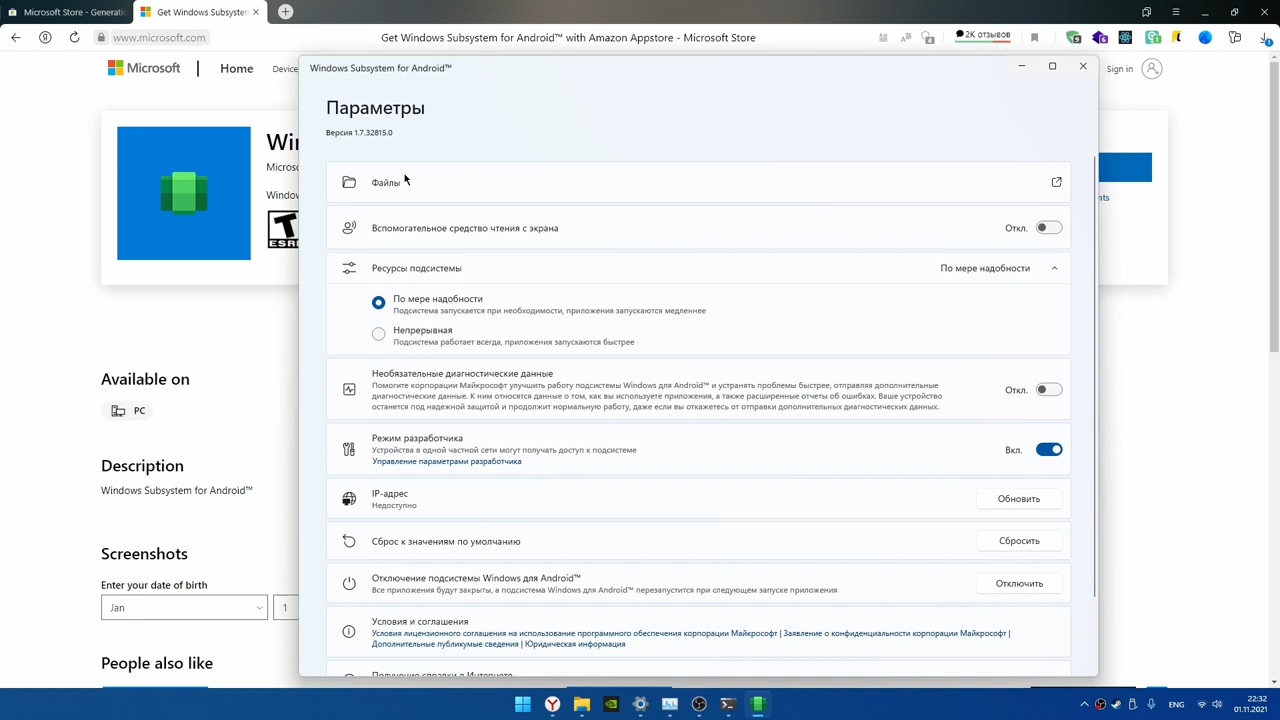 Microsoft Store - Generati
Get Windows Subsystem
www.microsoft.com
Get Windows Subsystem for Android™ with Amazon Appstore - Microsoft Store
2K отзывов
Microsoft
Home
Device
Sign in
Windows Subsystem for Android™
Параметры
Версия 1.7.32815.0
Файлы
Вспомогательное средство чтения с экрана
Откл.
Ресурсы подсистемы
По мере надобности
По мере надобности
Подсистема запускается при необходимости, приложения запускаются медленнее
Непрерывная
Подсистема работает всегда, приложения запускаются быстрее
Необязательные диагностические данные
Помогите корпорации Майкрософт улучшить работу подсистемы Windows для Android™ и устранять проблемы быстрее, отправляя дополнительные
диагностические данные. К ним относятся данные о том, как вы используете приложения, а также расширенные отчеты об ошибках. Ваше устройство
останется под надежной защитой и продолжит нормальную работу, даже если вы откажетесь от отправки дополнительных диагностических данных.
Откл.
Режим разработчика
Устройства в одной частной сети могут получать доступ к подсистеме
Управление параметрами разработчика
Вкл.
IP-адрес
Недоступно
Обновить
Сброс к значениям по умолчанию
Сбросить
Отключение подсистемы Windows для Android™
Все приложения будут закрыты, а подсистема Windows для Android™ перезапустится при следующем запуске приложения
Отключить
Условия и соглашения
Условия лицензионного соглашения на использование программного обеспечения корпорации Майкрософт | Заявление о конфиденциальности корпорации Майкрософт |
Дополнительные публикумые сведения | Юридическая информация
Получение справки в Интернете
Win
Microsc
Window
T
ESRB
nts
Available on
PC
Description
Windows Subsystem for Android™
Screenshots
Enter your date of birth
Jan
1
People also like
ENG
22:32
01.11.2021